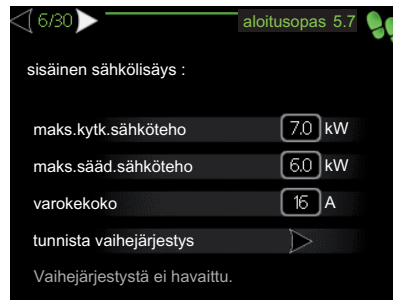 6/30 aloitusopas 5.7
sisäinen sähkölisäys :
maks.kytk.sähköteho 7.0 kW
maks.sääd.sähköteho 6.0 kW
varokekoko 16 A
tunnista vaihejärjestys
Vaihejärjestystä ei havaittu.